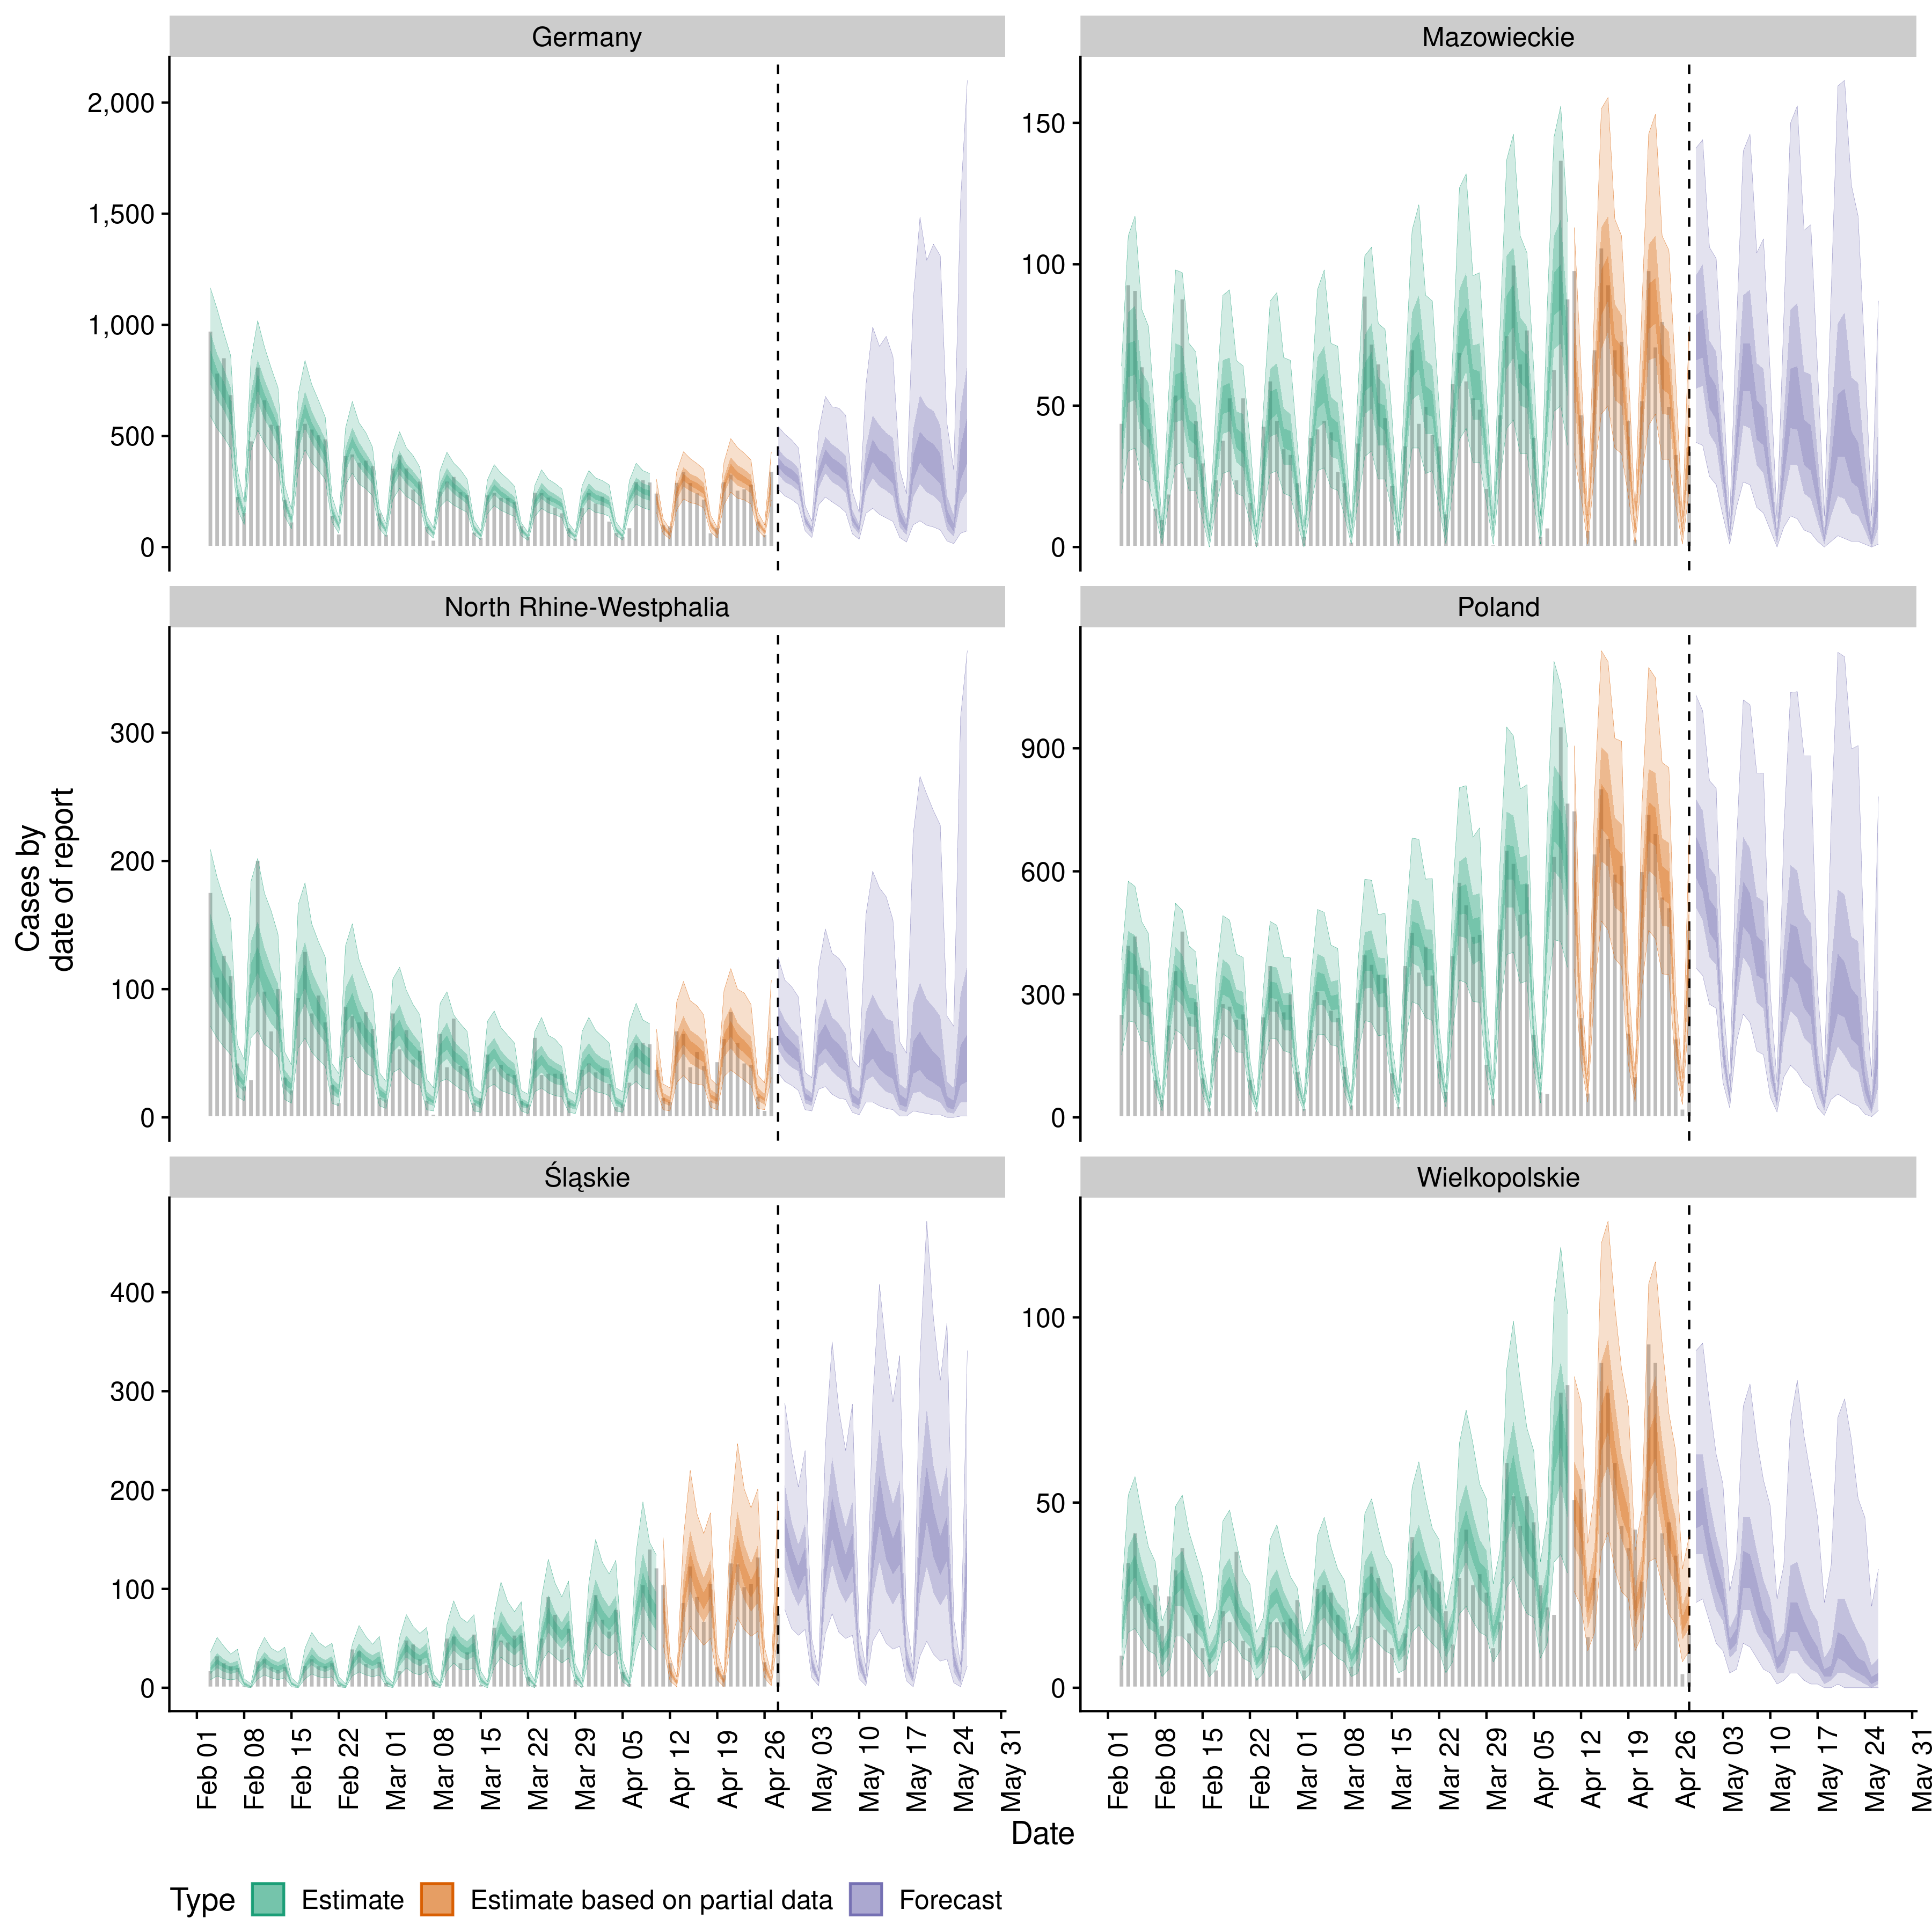 Germany
Mazowieckie
2,000
1,500
1,000
500
0
150
100
50
0
North Rhine-Westphalia
Poland
300
200
100
0
900
600
300
0
Cases by
date of report
Śląskie
Wielkopolskie
400
300
200
100
0
100
50
0
Feb 01
Feb 08
Feb 15
Feb 22
Mar 01
Mar 08
Mar 15
Mar 22
Mar 29
Apr 05
Apr 12
Apr 19
Apr 26
May 03
May 10
May 17
May 24
May 31
Feb 01
Feb 08
Feb 15
Feb 22
Mar 01
Mar 08
Mar 15
Mar 22
Mar 29
Apr 05
Apr 12
Apr 19
Apr 26
May 03
May 10
May 17
May 24
May 31
Date
Type Estimate Estimate based on partial data Forecast